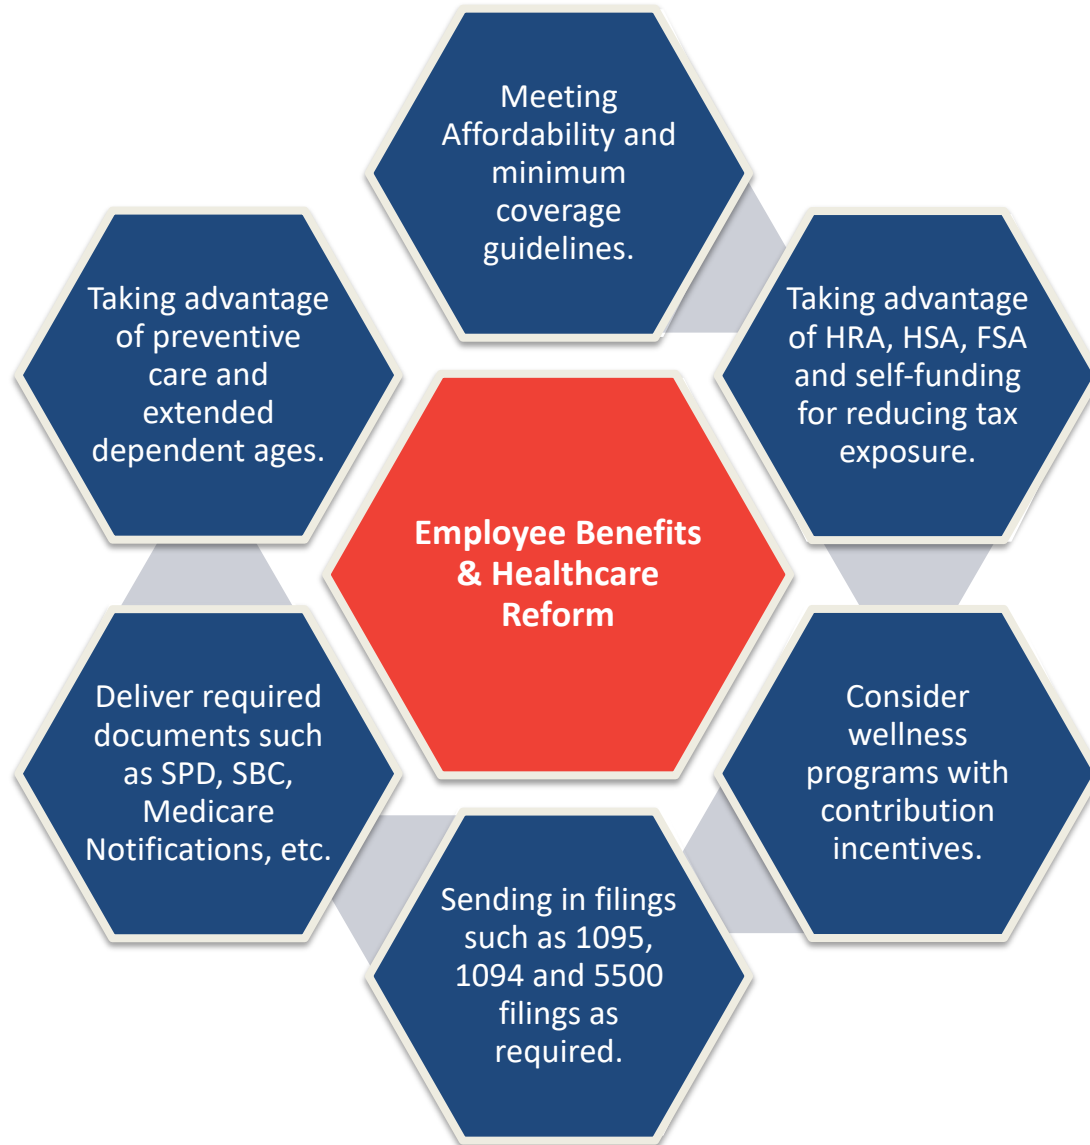 Meeting
Affordability and
minimum
coverage
guidelines.
Taking advantage
of HRA, HSA, FSA
and self-funding
for reducing tax
exposure.
Consider
wellness
programs with
contribution
incentives.
Sending in filings
such as 1095,
1094 and 5500
filings as
required.
Deliver required
documents such
as SPD, SBC,
Medicare
Notifications, etc.
Taking advantage
of preventive
care and
extended
dependent ages.
Employee Benefits
& Healthcare
Reform